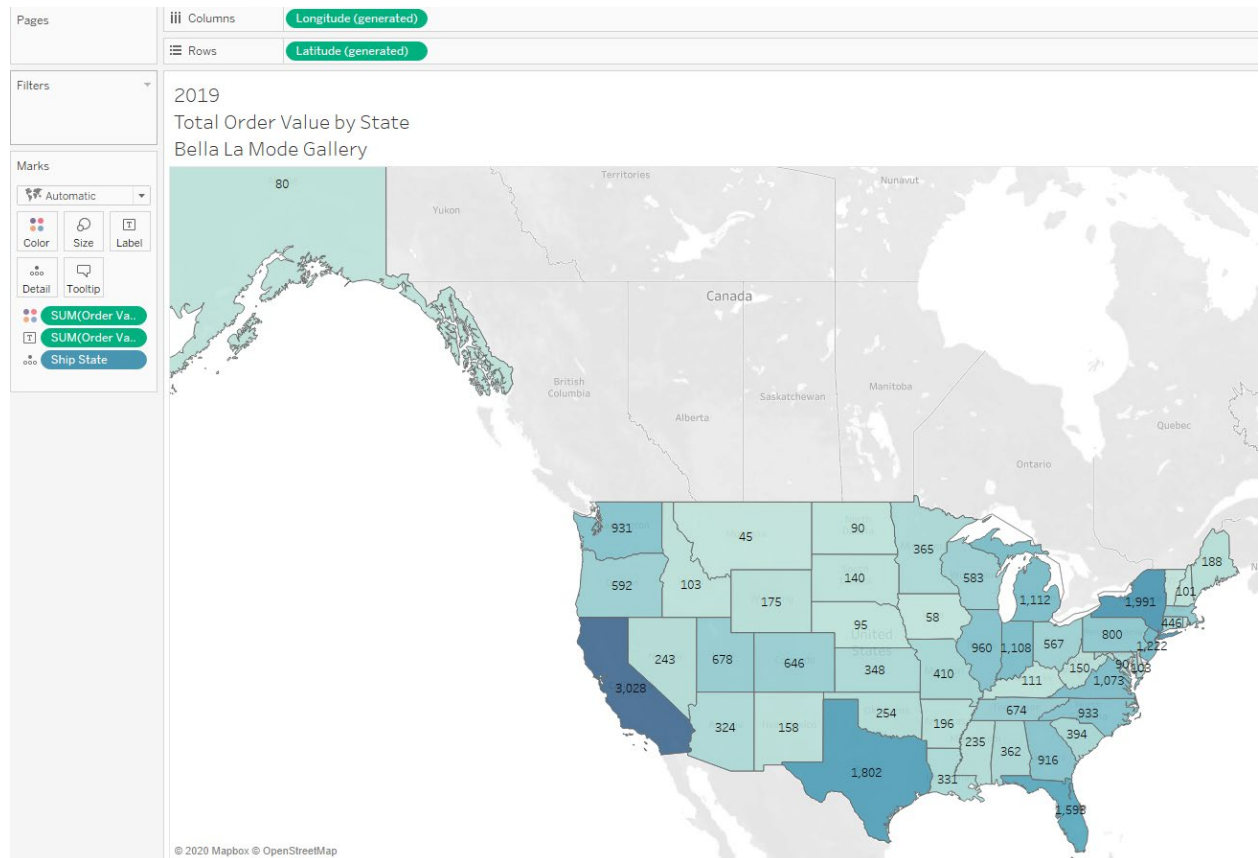 Pages
Columns
Longitude (generated)
Rows
Latitude (generated)
Filters
Marks
Automatic
Color
Size
Label
Detail
Tooltip
SUM(Order Va..
SUM(Order Va..
Ship State
2019
Total Order Value by State
Bella La Mode Gallery
80
Territories
Nunavut
Yukon
Canada
British
Columbia
Alberta
Saskatchewan
Manitoba
Ontario
Quebec
931
45
90
365
188
592
103
140
583
1,112
1,991
101
175
58
446
95
United
States
960
1,108
567
800
1,222
243
678
646
348
410
150
103
3,028
111
1,073
324
158
254
674
933
196
394
235
362
916
1,802
331
© 2020 Mapbox © OpenStreetMap